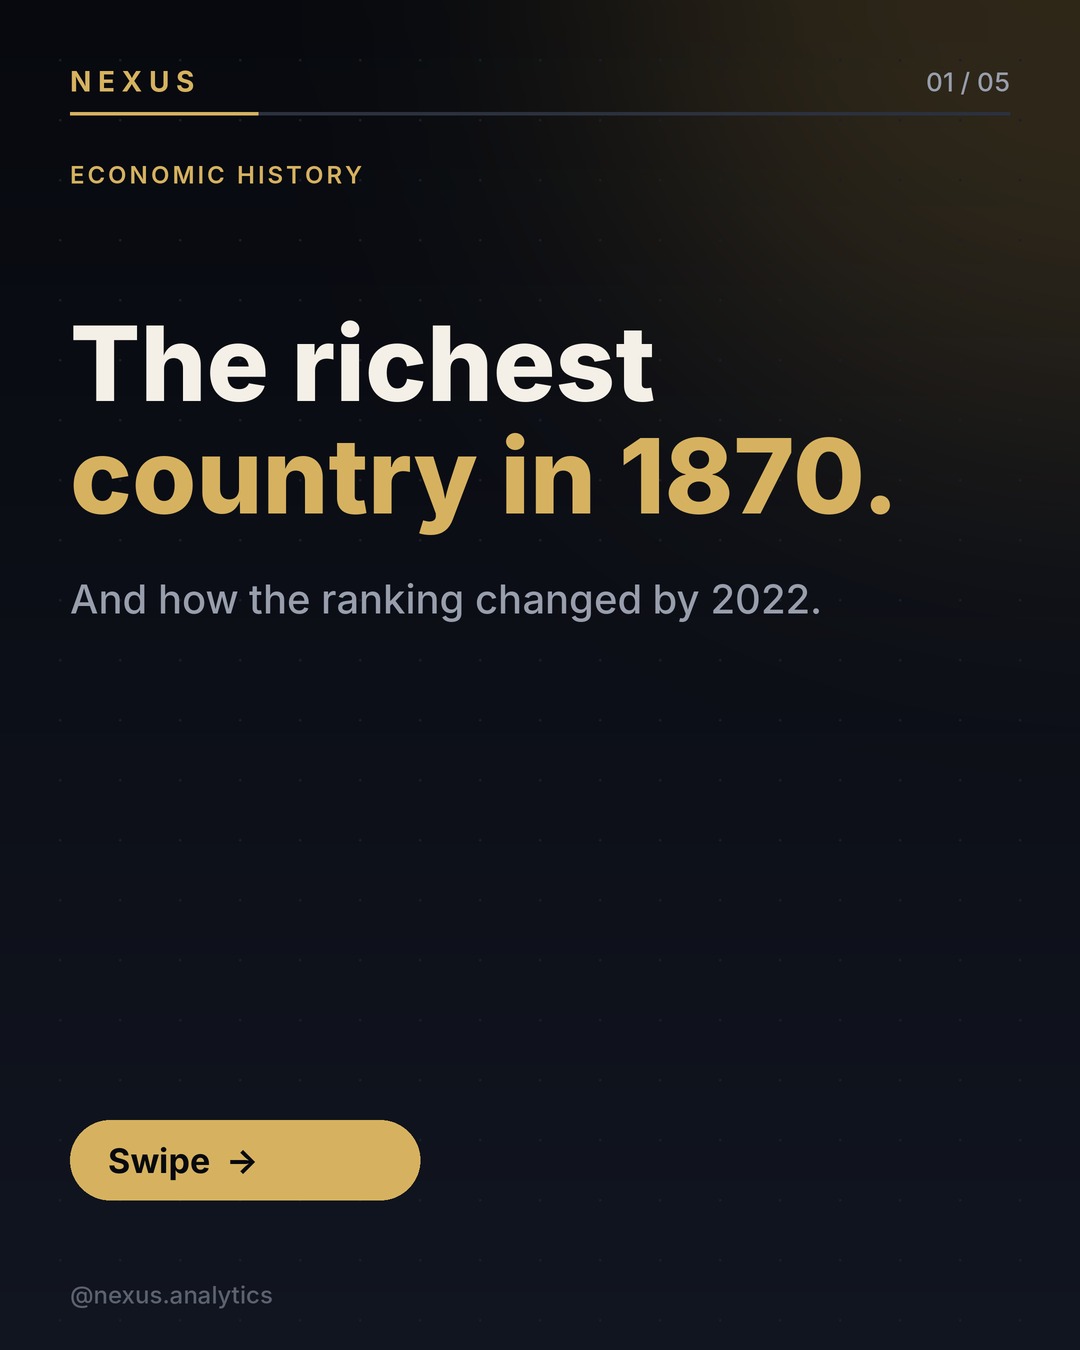 NEXUS
01 / 05
ECONOMIC HISTORY
The richest
country in 1870.
And how the ranking changed by 2022.
Swipe →
@nexus.analytics